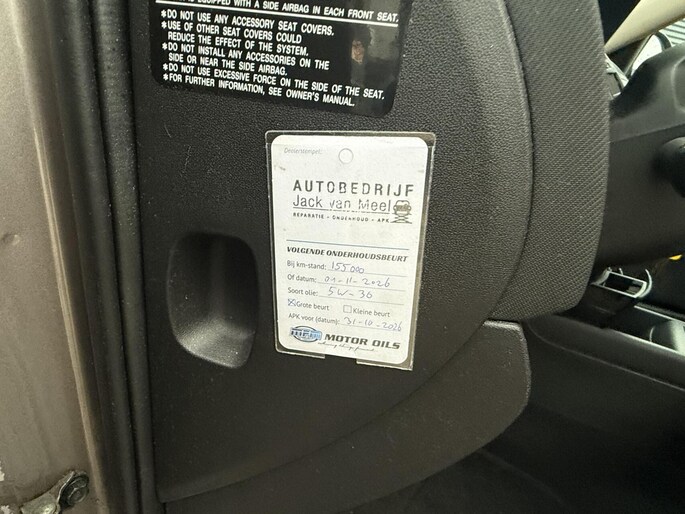 EQUIPPED WITH A SIDE AIRBAG IN EACH FRONT SEAT.
*DO NOT USE ANY ACCESSORY SEAT COVERS.
*USE OF OTHER SEAT COVERS COULD
REDUCE THE EFFECT OF THE SYSTEM.
*DO NOT INSTALL ANY ACCESSORIES ON THE
SIDE OR NEAR THE SIDE AIRBAG.
*DO NOT USE EXCESSIVE FORCE ON THE SIDE OF THE SEAT.
*FOR FURTHER INFORMATION, SEE OWNER'S MANUAL.
Dealerstempel:
AUTOBEDRIJF
Jack van Meel
REPARATIE - ONDERHOUD - APK
VOLGENDE ONDERHOUDSBEURT
Bij km-stand: 155000
Of datum: 01-11-2026
Soort olie: 5W-30
☒Grote beurt ☐Kleine beurt
APK voor (datum): 31-10-2026
MOTOR OILS